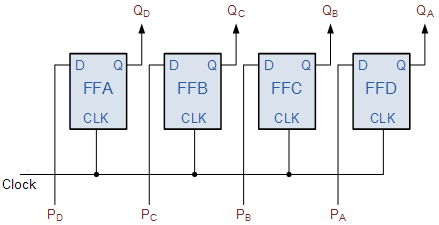 QD QC QB QA
D Q D Q D Q D Q
FFA FFB FFC FFD
CLK CLK CLK CLK
Clock
PD PC PB PA